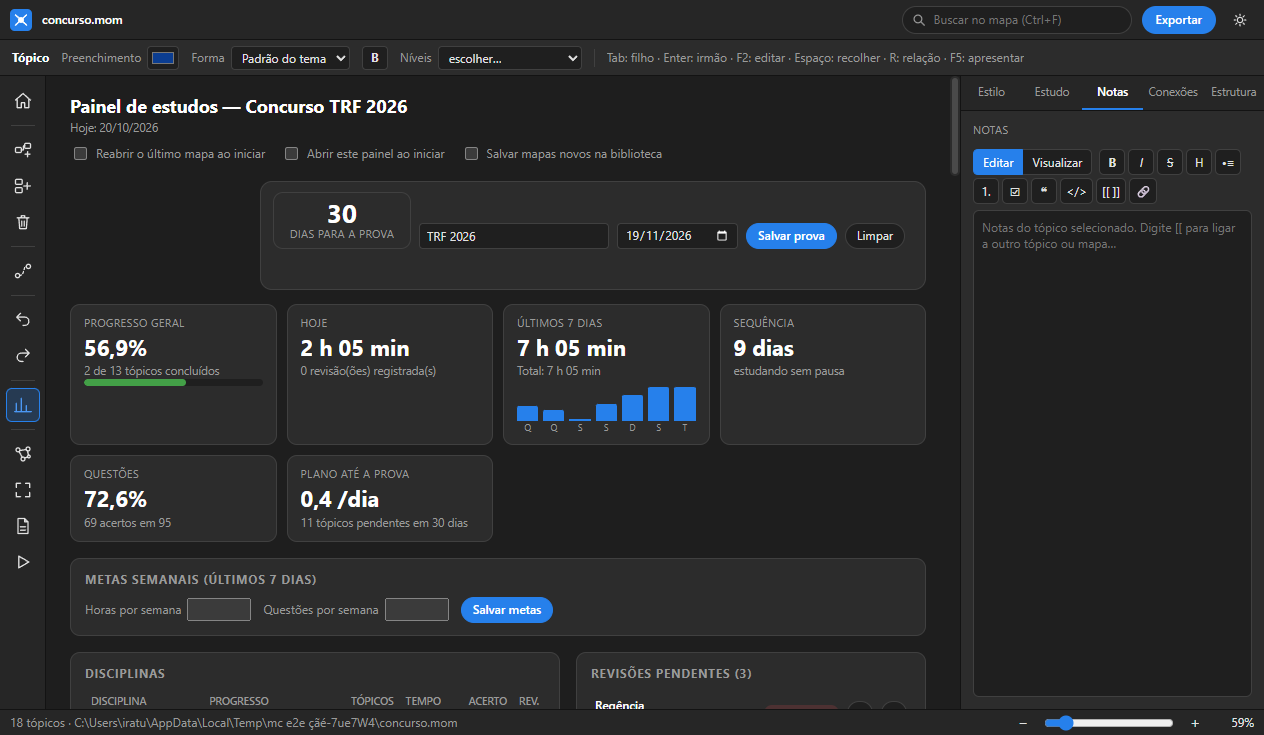 concurso.mom
Buscar no mapa (Ctrl+F)
Exportar
Tópico Preenchimento Forma Padrão do tema B Níveis escolher... Tab: filho · Enter: irmão · F2: editar · Espaço: recolher · R: relação · F5: apresentar
Painel de estudos — Concurso TRF 2026
Hoje: 20/10/2026
Reabrir o último mapa ao iniciar
Abrir este painel ao iniciar
Salvar mapas novos na biblioteca
30
DIAS PARA A PROVA
TRF 2026
19/11/2026
Salvar prova
Limpar
PROGRESSO GERAL
56,9%
2 de 13 tópicos concluídos
HOJE
2 h 05 min
0 revisão(ões) registrada(s)
ÚLTIMOS 7 DIAS
7 h 05 min
Total: 7 h 05 min
Q Q S S D S T
SEQUÊNCIA
9 dias
estudando sem pausa
QUESTÕES
72,6%
69 acertos em 95
PLANO ATÉ A PROVA
0,4 /dia
11 tópicos pendentes em 30 dias
METAS SEMANAIS (ÚLTIMOS 7 DIAS)
Horas por semana
Questões por semana
Salvar metas
DISCIPLINAS
DISCIPLINA PROGRESSO TÓPICOS TEMPO ACERTO REV.
REVISÕES PENDENTES (3)
Regência
Estilo Estudo Notas Conexões Estrutura
NOTAS
Editar Visualizar B I S H •≡
1. ☑ ❝ </> [[ ]]
Notas do tópico selecionado. Digite [[ para ligar
a outro tópico ou mapa...
18 tópicos · C:\Users\iratu\AppData\Local\Temp\mc e2e çãé-7ue7W4\concurso.mom
− + 59%